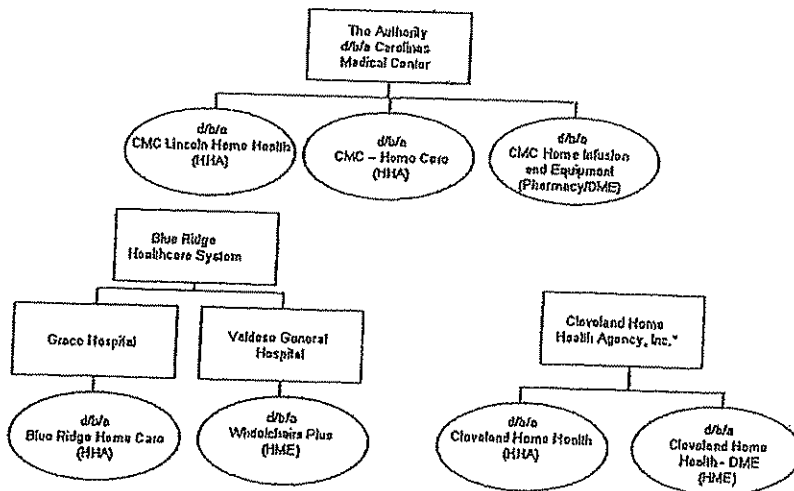 The Authority
d/b/a Carolinas
Medical Center
d/b/a
CMC Lincoln Home Health
(HHA)
d/b/a
CMC – Home Care
(HHA)
d/b/a
CMC Home Infusion
and Equipment
(Pharmacy/DME)
Blue Ridge
Healthcare System
Grace Hospital
Valdese General
Hospital
Cleveland Home
Health Agency, Inc.*
d/b/a
Blue Ridge Home Care
(HHA)
d/b/a
Wheelchairs Plus
(HME)
d/b/a
Cleveland Home Health
(HHA)
d/b/a
Cleveland Home
Health- DME
(HME)